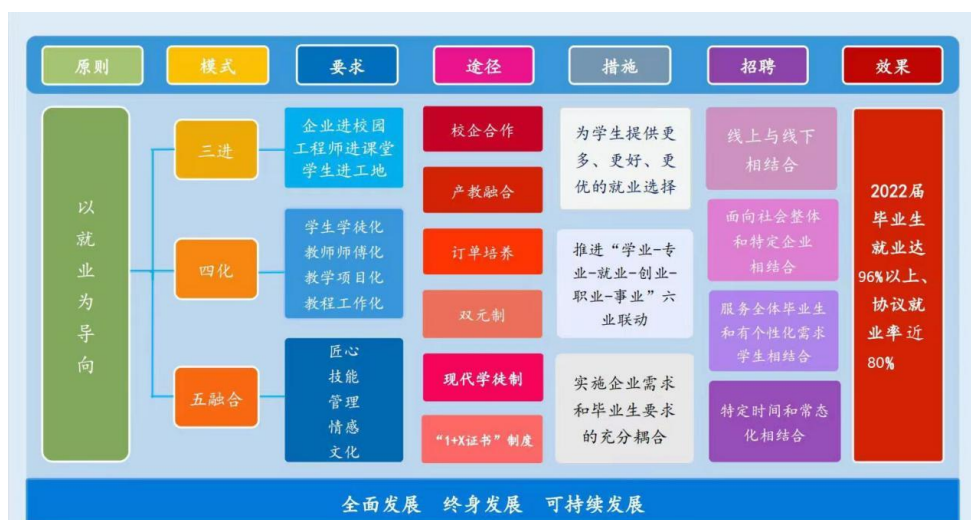 原则
模式
要求
途径
措施
招聘
效果
以
就
业
为
导
向
三进
四化
五融合
企业进校园
工程师进课堂
学生进工地
学生学徒化
教师师傅化
教学项目化
教程工作化
匠心
技能
管理
情感
文化
校企合作
产教融合
订单培养
双元制
现代学徒制
“1+X证书”制度
为学生提供更
多、更好、更
优的就业选择
推进“学业-专
业-就业-创业-
职业-事业”六
业联动
实施企业需求
和毕业生要求
的充分耦合
线上与线下
相结合
面向社会整体
和特定企业
相结合
服务全体毕业生
和有个性化需求
学生相结合
特定时间和常态
化相结合
2022届
毕业生
就业达
96%以上、
协议就
业率近
80%
全面发展 终身发展 可持续发展